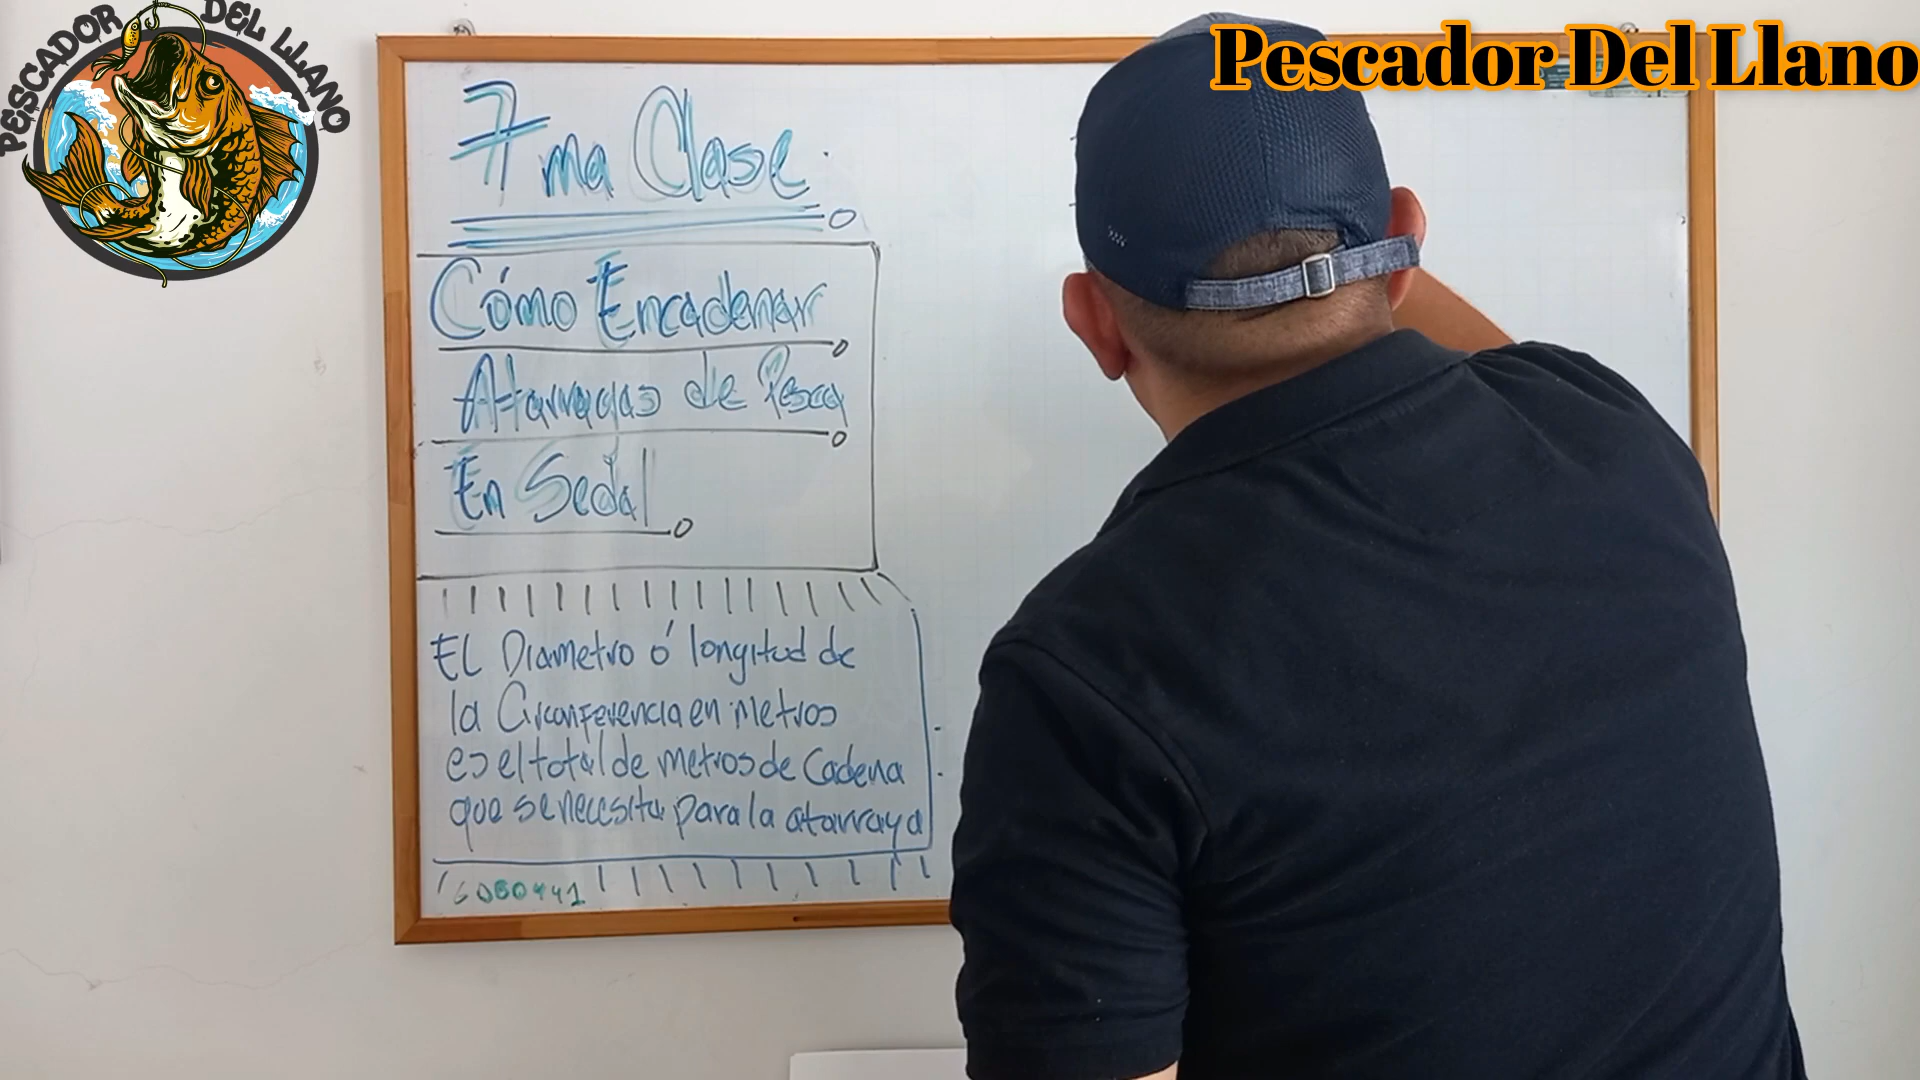 PESCADOR DEL LLANO
Pescador Del Llano
7ma Clase.
Cómo Encadenar
Atarrayas de Pesca
En Sedal
EL Diametro ó longitud de
la Circunferencia en metros
es el total de metros de Cadena
que se necesita para la atarraya